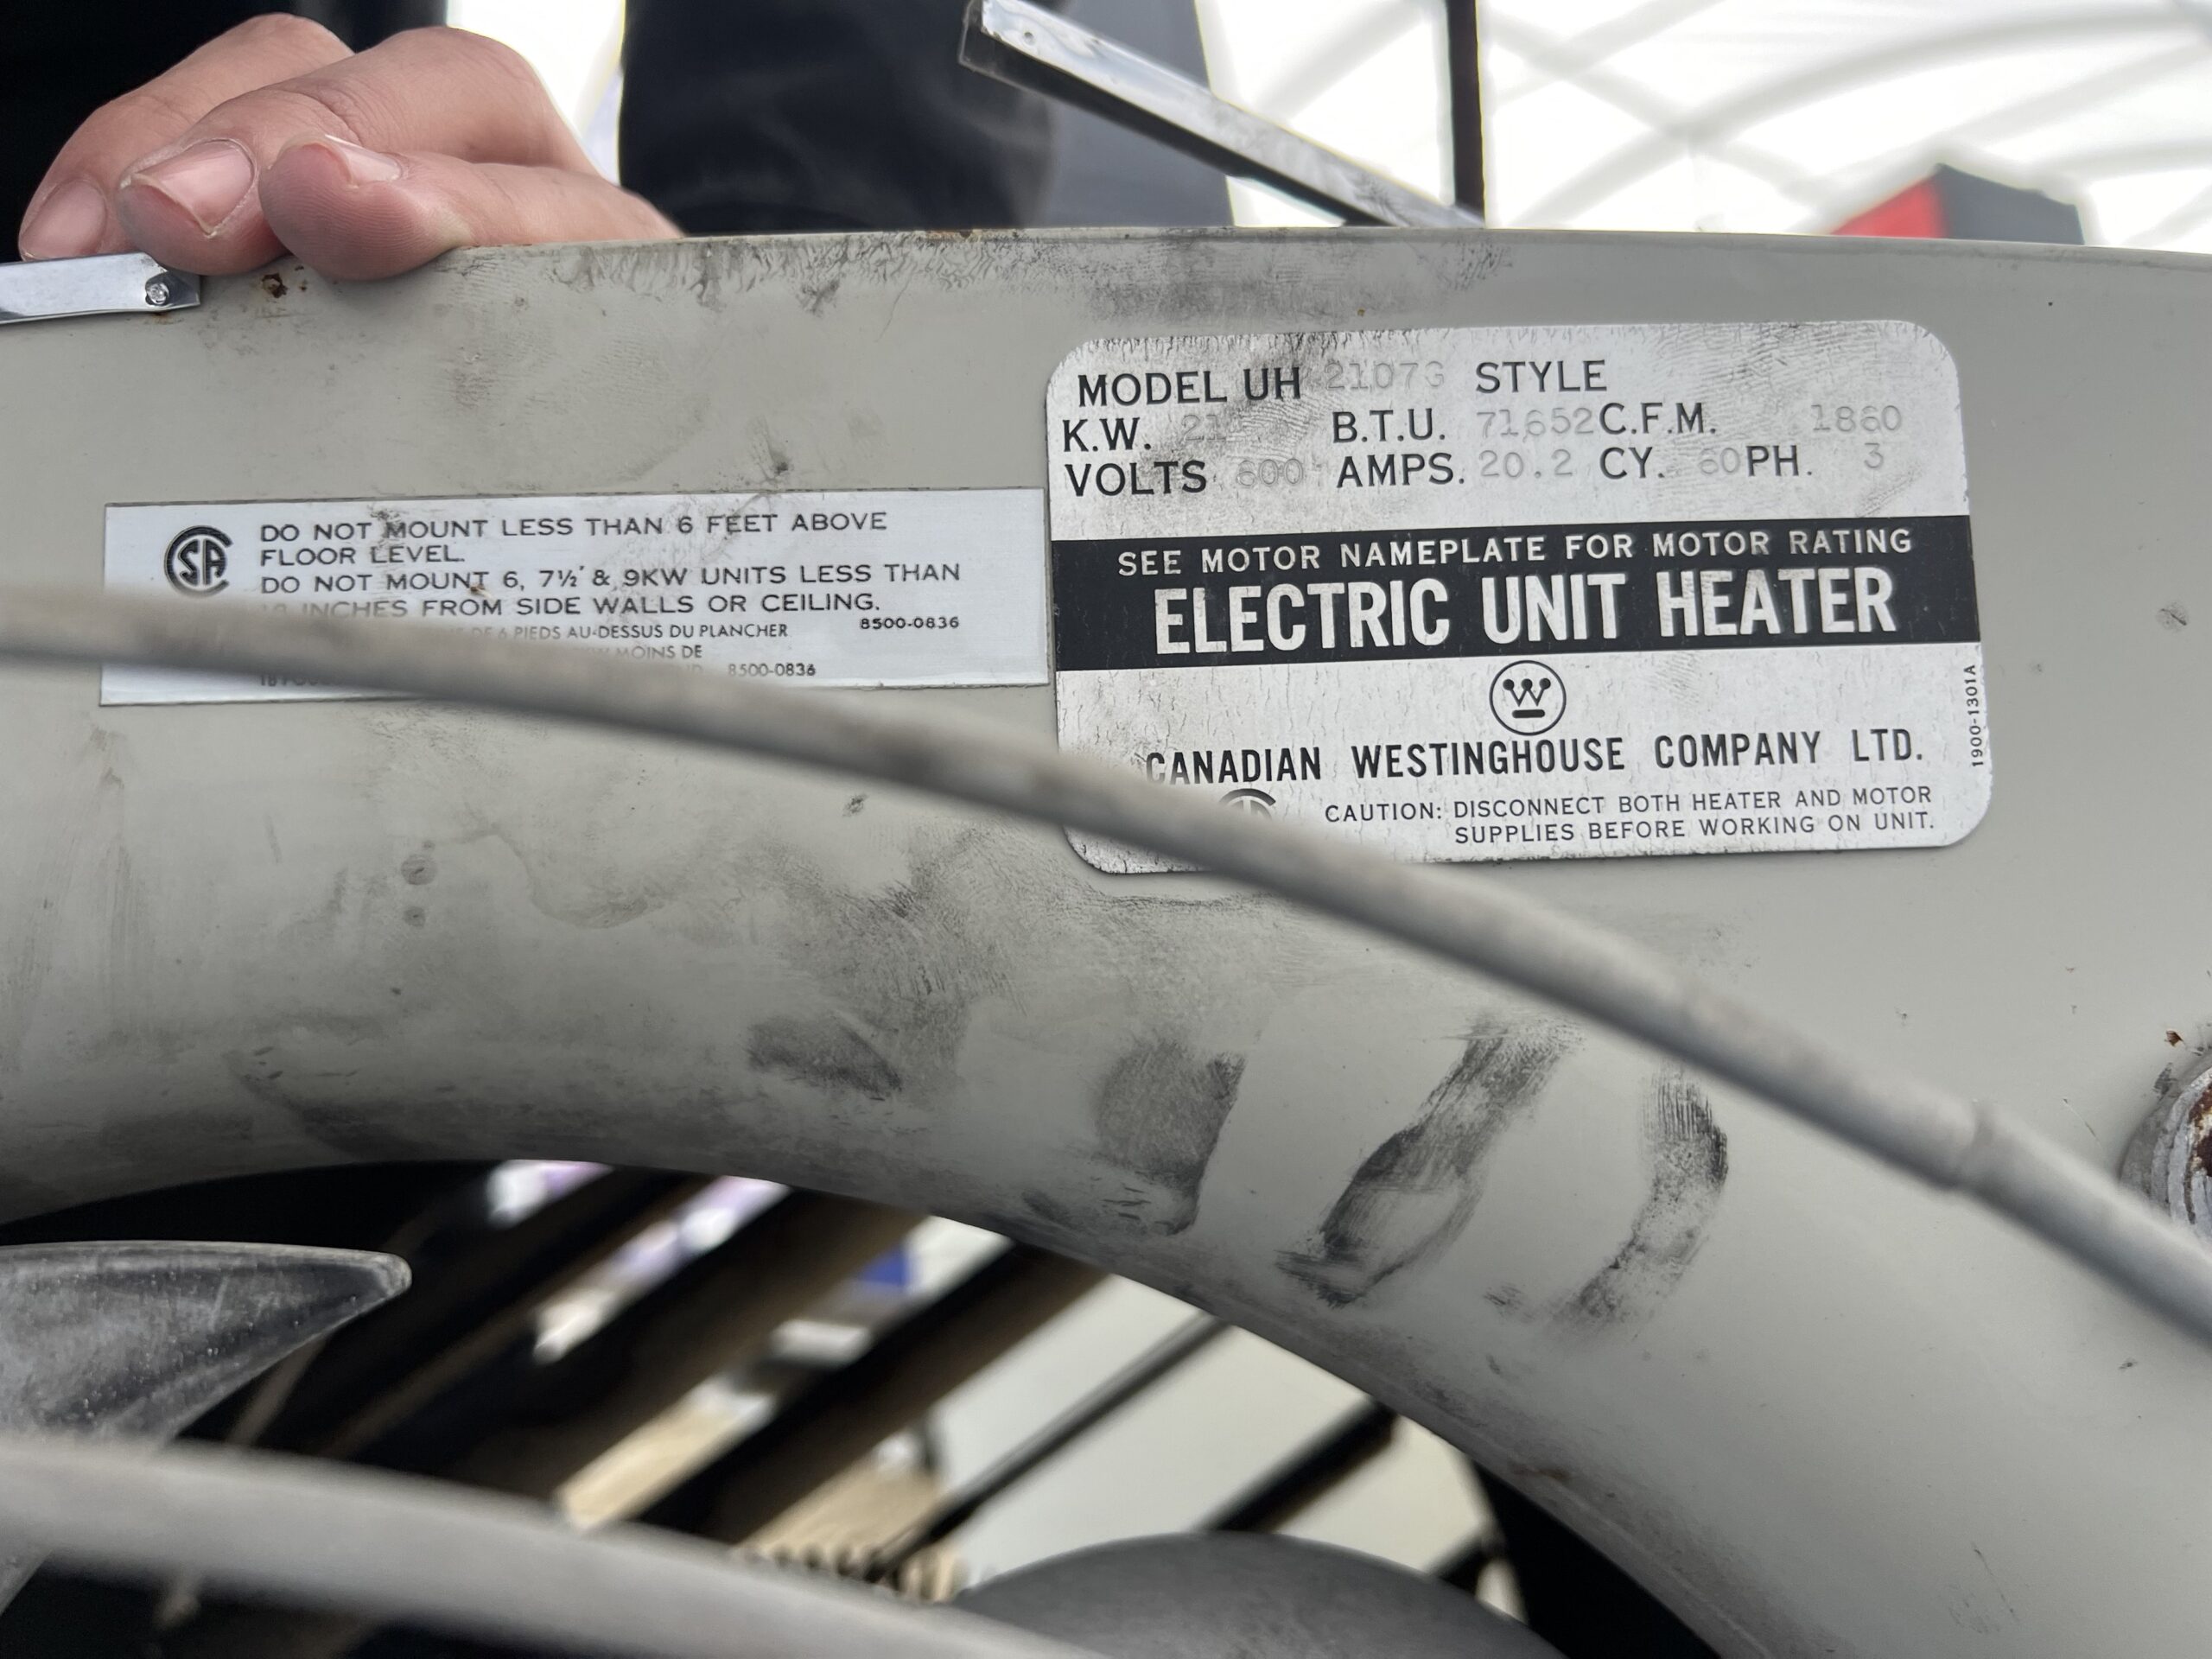 MODEL UH 21073 STYLE
K.W. 21 B.T.U. 71652 C.F.M. 1860
VOLTS 600 AMPS. 20.2 CY. 60 PH. 3
SEE MOTOR NAMEPLATE FOR MOTOR RATING
ELECTRIC UNIT HEATER
W
CANADIAN WESTINGHOUSE COMPANY LTD.
CAUTION: DISCONNECT BOTH HEATER AND MOTOR
SUPPLIES BEFORE WORKING ON UNIT.
1900-1301A
SA
DO NOT MOUNT LESS THAN 6 FEET ABOVE
FLOOR LEVEL.
DO NOT MOUNT 6, 7½ & 9KW UNITS LESS THAN
INCHES FROM SIDE WALLS OR CEILING.
8500-0836
DE 6 PIEDS AU-DESSUS DU PLANCHER
MOINS DE
8500-0836